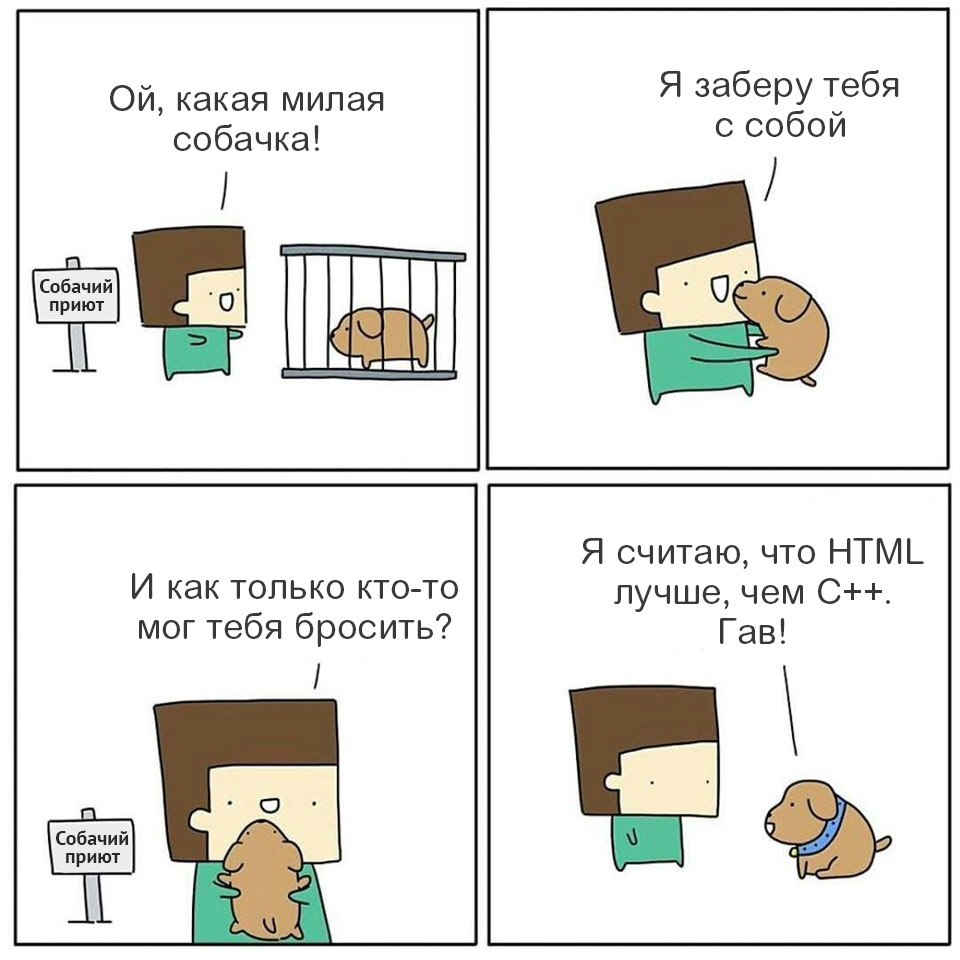 Ой, какая милая
собачка!
Собачий
приют
Я заберу тебя
с собой
И как только кто-то
мог тебя бросить?
Собачий
приют
Я считаю, что HTML
лучше, чем C++.
Гав!